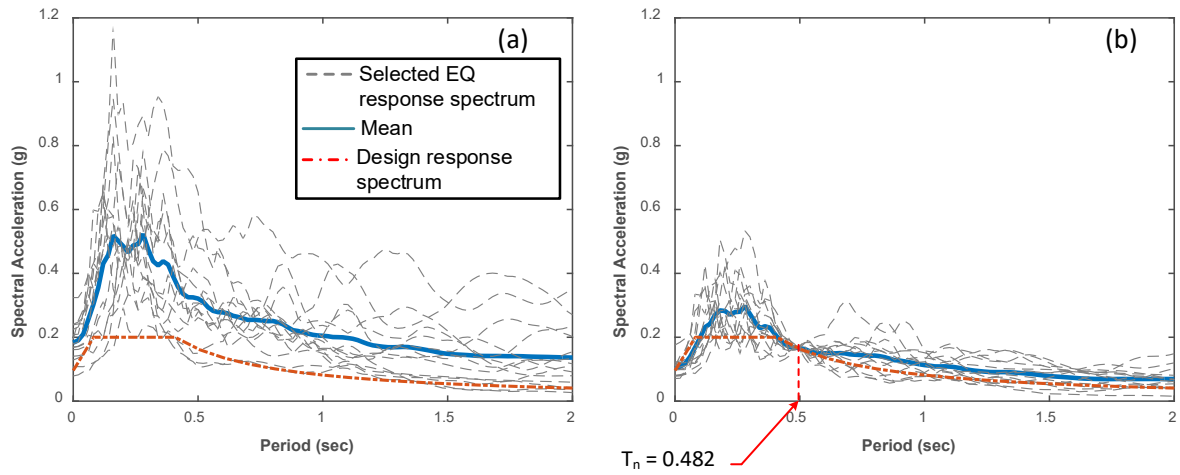 (a)
Selected EQ
response spectrum
Mean
Design response
spectrum
Spectral Acceleration (g)
1.2
1
0.8
0.6
0.4
0.2
0
0 0.5 1 1.5 2
Period (sec)
(b)
Spectral Acceleration (g)
1.2
1
0.8
0.6
0.4
0.2
0
0 0.5 1 1.5 2
Period (sec)
Tn = 0.482